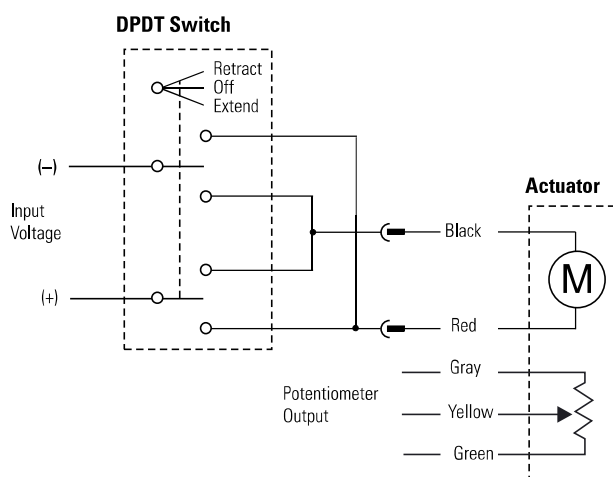 DPDT Switch
Retract
Off
Extend
(–)
Input
Voltage
(+)
Actuator
Black
M
Red
Gray
Potentiometer
Output
Yellow
Green